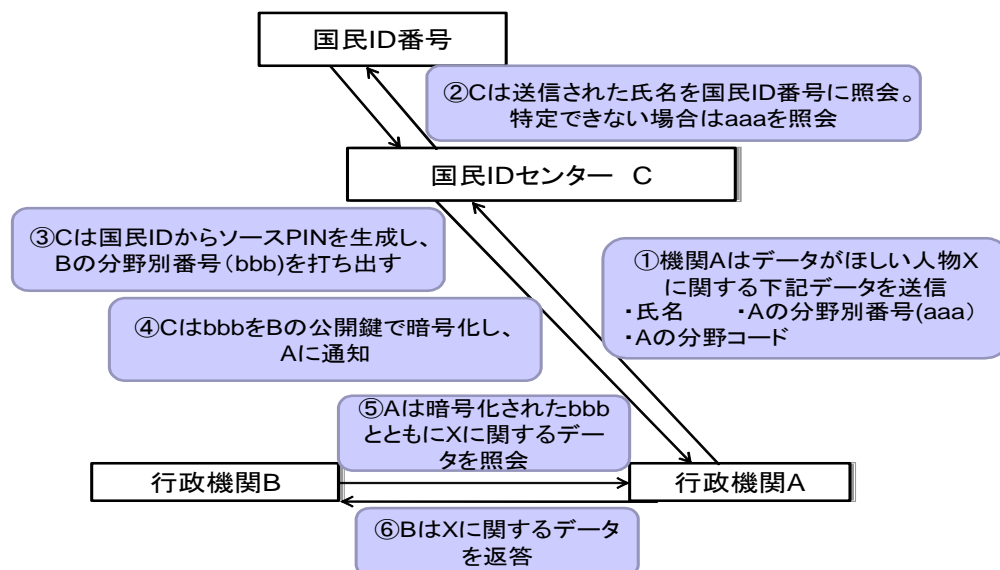 国民ID番号
②Cは送信された氏名を国民ID番号に照会。
特定できない場合はaaaを照会
国民IDセンター　C
③Cは国民IDからソースPINを生成し、
Bの分野別番号（bbb)を打ち出す
①機関Aはデータがほしい人物X
に関する下記データを送信
・氏名　　・Aの分野別番号(aaa）
・Aの分野コード
④CはbbbをBの公開鍵で暗号化し、
Aに通知
⑤Aは暗号化されたbbb
とともにXに関するデー
タを照会
行政機関B
行政機関A
⑥BはXに関するデータ
を返答